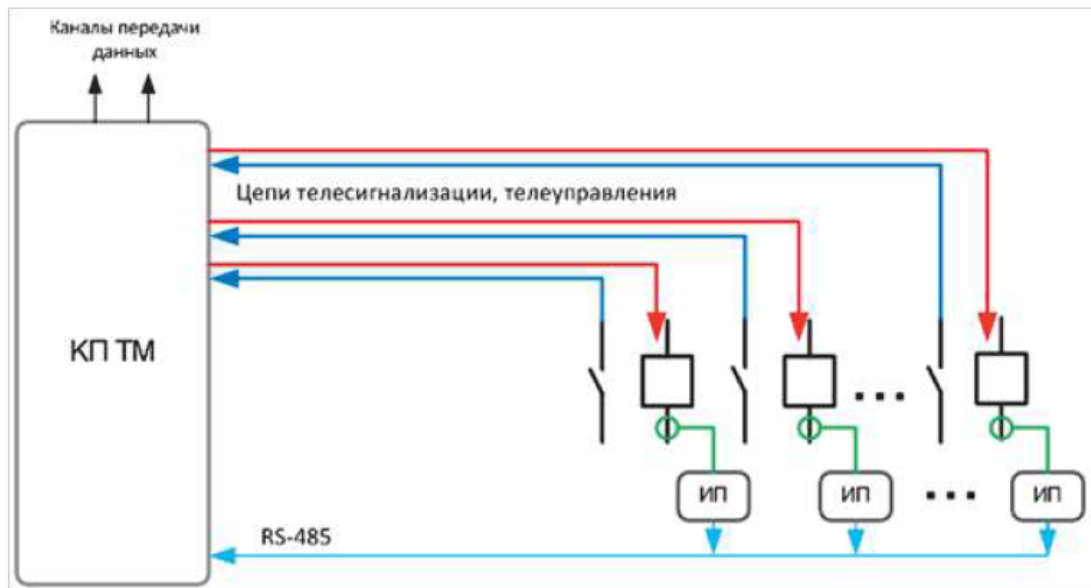 Каналы передачи
данных
Цепи телесигнализации, телеуправления
КП ТМ
ИП
ИП
ИП
RS-485